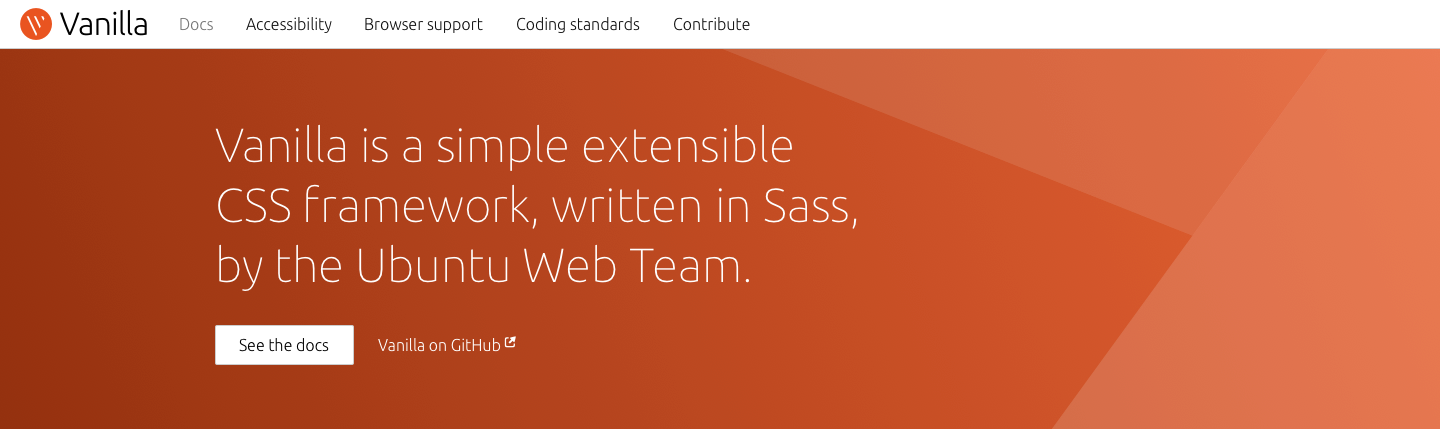 Vanilla
Docs
Accessibility
Browser support
Coding standards
Contribute
Vanilla is a simple extensible
CSS framework, written in Sass,
by the Ubuntu Web Team.
See the docs
Vanilla on GitHub